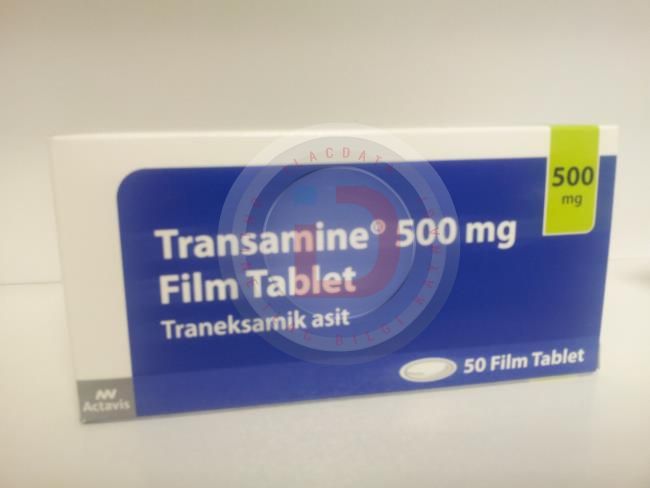 500
mg
Transamine® 500 mg
Film Tablet
Traneksamik asit
50 Film Tablet
Actavis